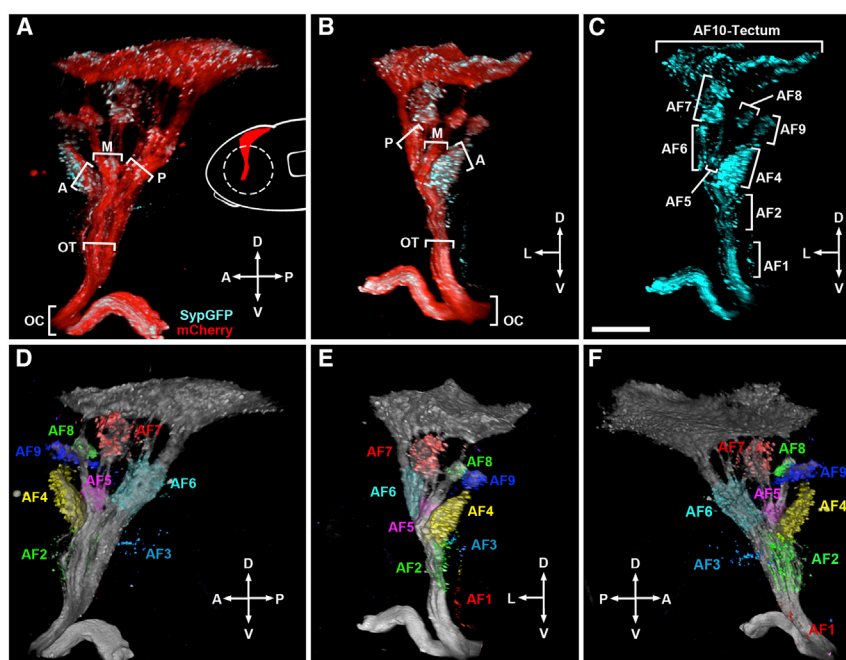 A
M
A
P
OT
OC
D
A P
V
SypGFP
mCherry
B
P
M
A
OT
OC
D
L
V
C
AF10-Tectum
AF7
AF8
AF9
AF6
AF5
AF4
AF2
AF1
D
L
V
D
AF8
AF7
AF9
AF5
AF6
AF4
AF2
AF3
D
A P
V
E
AF7
AF8
AF9
AF6
AF5
AF4
AF3
AF2
AF1
D
L
V
F
AF7
AF8
AF9
AF5
AF4
AF6
AF3
AF2
D
P A
V
AF1